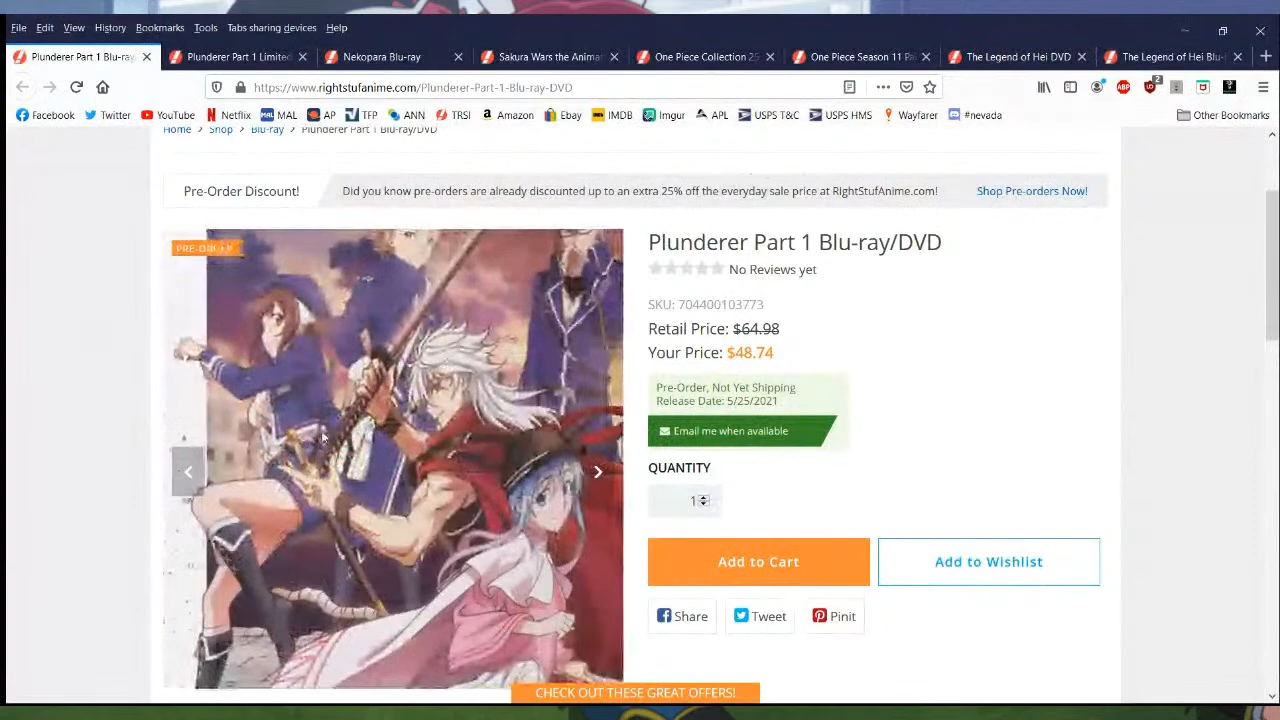 File Edit View History Bookmarks Tools Tabs sharing devices Help
Plunderer Part 1 Blu-ray Plunderer Part 1 Limited Nekopara Blu-ray Sakura Wars the Anima One Piece Collection 25 One Piece Season 11 Pa The Legend of Hei DVD The Legend of Hei Blu-
https://www.rightstufanime.com/Plunderer-Part-1-Blu-ray-DVD ABP 2
Facebook Twitter YouTube Netflix MAL MAL AP TFP ANN TRSI Amazon Ebay IMDB Imgur APL USPS T&C USPS HMS Wayfarer #nevada Other Bookmarks
Home Shop Blu-ray Plunderer Part 1 Blu-ray/DVD
Pre-Order Discount! Did you know pre-orders are already discounted up to an extra 25% off the everyday sale price at RightStufAnime.com! Shop Pre-orders Now!
PRE-ORDER
Plunderer Part 1 Blu-ray/DVD
No Reviews yet
SKU: 704400103773
Retail Price: $64.98
Your Price: $48.74
Pre-Order, Not Yet Shipping
Release Date: 5/25/2021
Email me when available
QUANTITY
1
Add to Cart Add to Wishlist
Share Tweet Pinit
CHECK OUT THESE GREAT OFFERS!